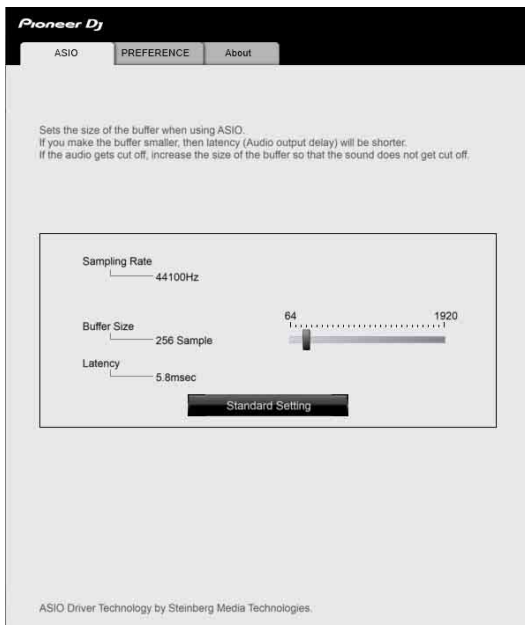 Pioneer Dj
ASIO
PREFERENCE
About
Sets the size of the buffer when using ASIO.
If you make the buffer smaller, then latency (Audio output delay) will be shorter.
If the audio gets cut off, increase the size of the buffer so that the sound does not get cut off.
Sampling Rate
44100Hz
64 1920
Buffer Size
256 Sample
Latency
5.8msec
Standard Setting
ASIO Driver Technology by Steinberg Media Technologies.